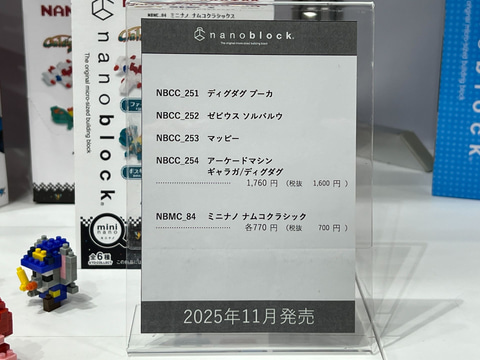 nanoblock®
The original micro-sized building block
NBCC_251 ディグダグ プーカ
NBCC_252 ゼビウス ソルバルウ
NBCC_253 マッピー
NBCC_254 アーケードマシン
ギャラガ/ディグダグ
1,760 円 (税抜 1,600 円 )
NBMC_84 ミニナノ ナムコクラシック
各770 円 (税抜 700 円 )
2025年11月発売
nanoblock®
The original micro-sized building block
NBMC_84 ミニナノ ナムコクラシックス
mini
nano
全6種